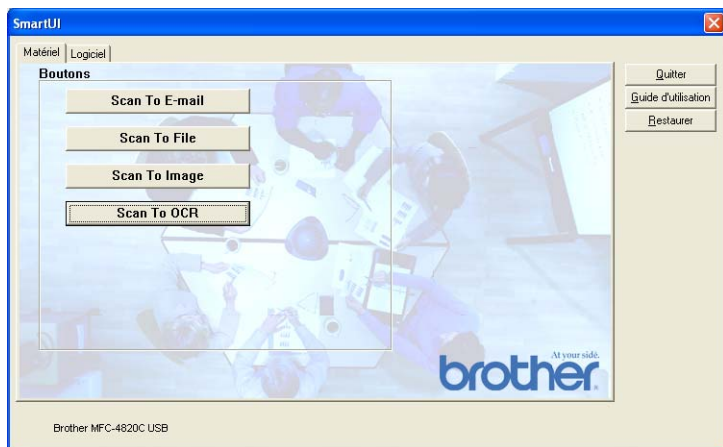 SmartUI
Matériel Logiciel
Boutons
Scan To E-mail
Scan To File
Scan To Image
Scan To OCR
Quitter
Guide d'utilisation
Restaurer
At your side.
brother
Brother MFC-4820C USB